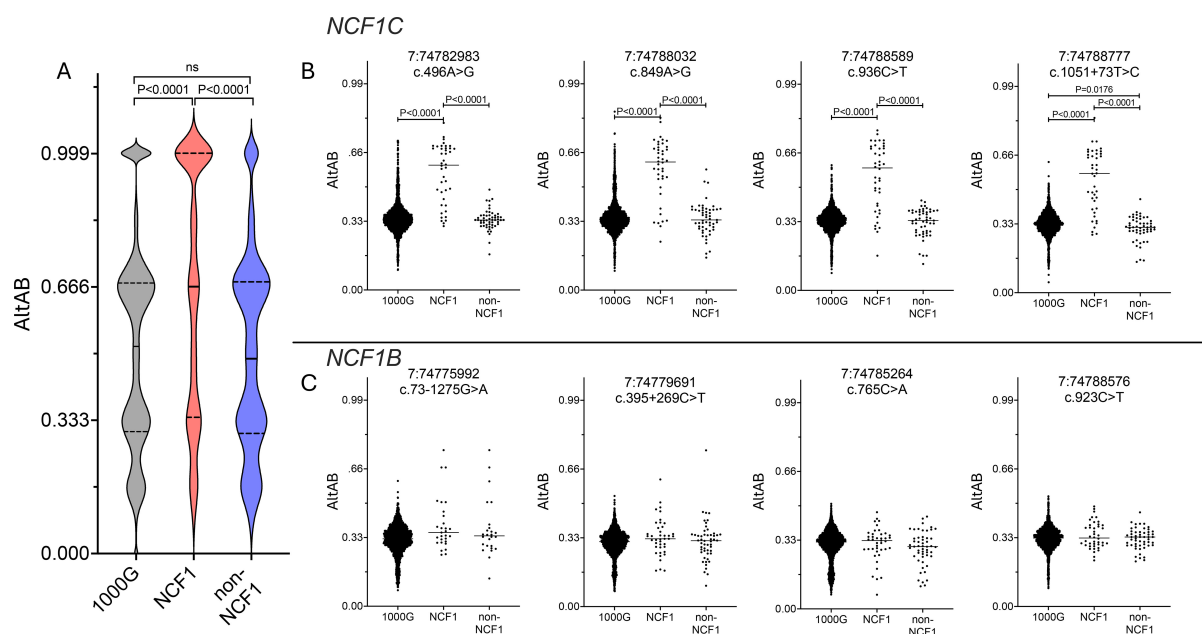 NCF1C
A
ns
P<0.0001
P<0.0001
AltAB
0.999
0.666
0.333
0.000
1000G
NCF1
non-
NCF1
B
7:74782983
c.496A>G
AltAB
0.99
0.66
0.33
0.00
P<0.0001
P<0.0001
1000G
NCF1
non-
NCF1
7:74788032
c.849A>G
AltAB
0.99
0.66
0.33
0.00
P<0.0001
P<0.0001
1000G
NCF1
non-
NCF1
7:74788589
c.936C>T
AltAB
0.99
0.66
0.33
0.00
P<0.0001
P<0.0001
1000G
NCF1
non-
NCF1
7:74788777
c.1051+73T>C
AltAB
0.99
0.66
0.33
0.00
P=0.0176
P<0.0001
P<0.0001
1000G
NCF1
non-
NCF1
NCF1B
C
7:74775992
c.73-1275G>A
AltAB
0.99
0.66
0.33
0.00
1000G
NCF1
non-
NCF1
7:74779691
c.395+269C>T
AltAB
0.99
0.66
0.33
0.00
1000G
NCF1
non-
NCF1
7:74785264
c.765C>A
AltAB
0.99
0.66
0.33
0.00
1000G
NCF1
non-
NCF1
7:74788576
c.923C>T
AltAB
0.99
0.66
0.33
0.00
1000G
NCF1
non-
NCF1